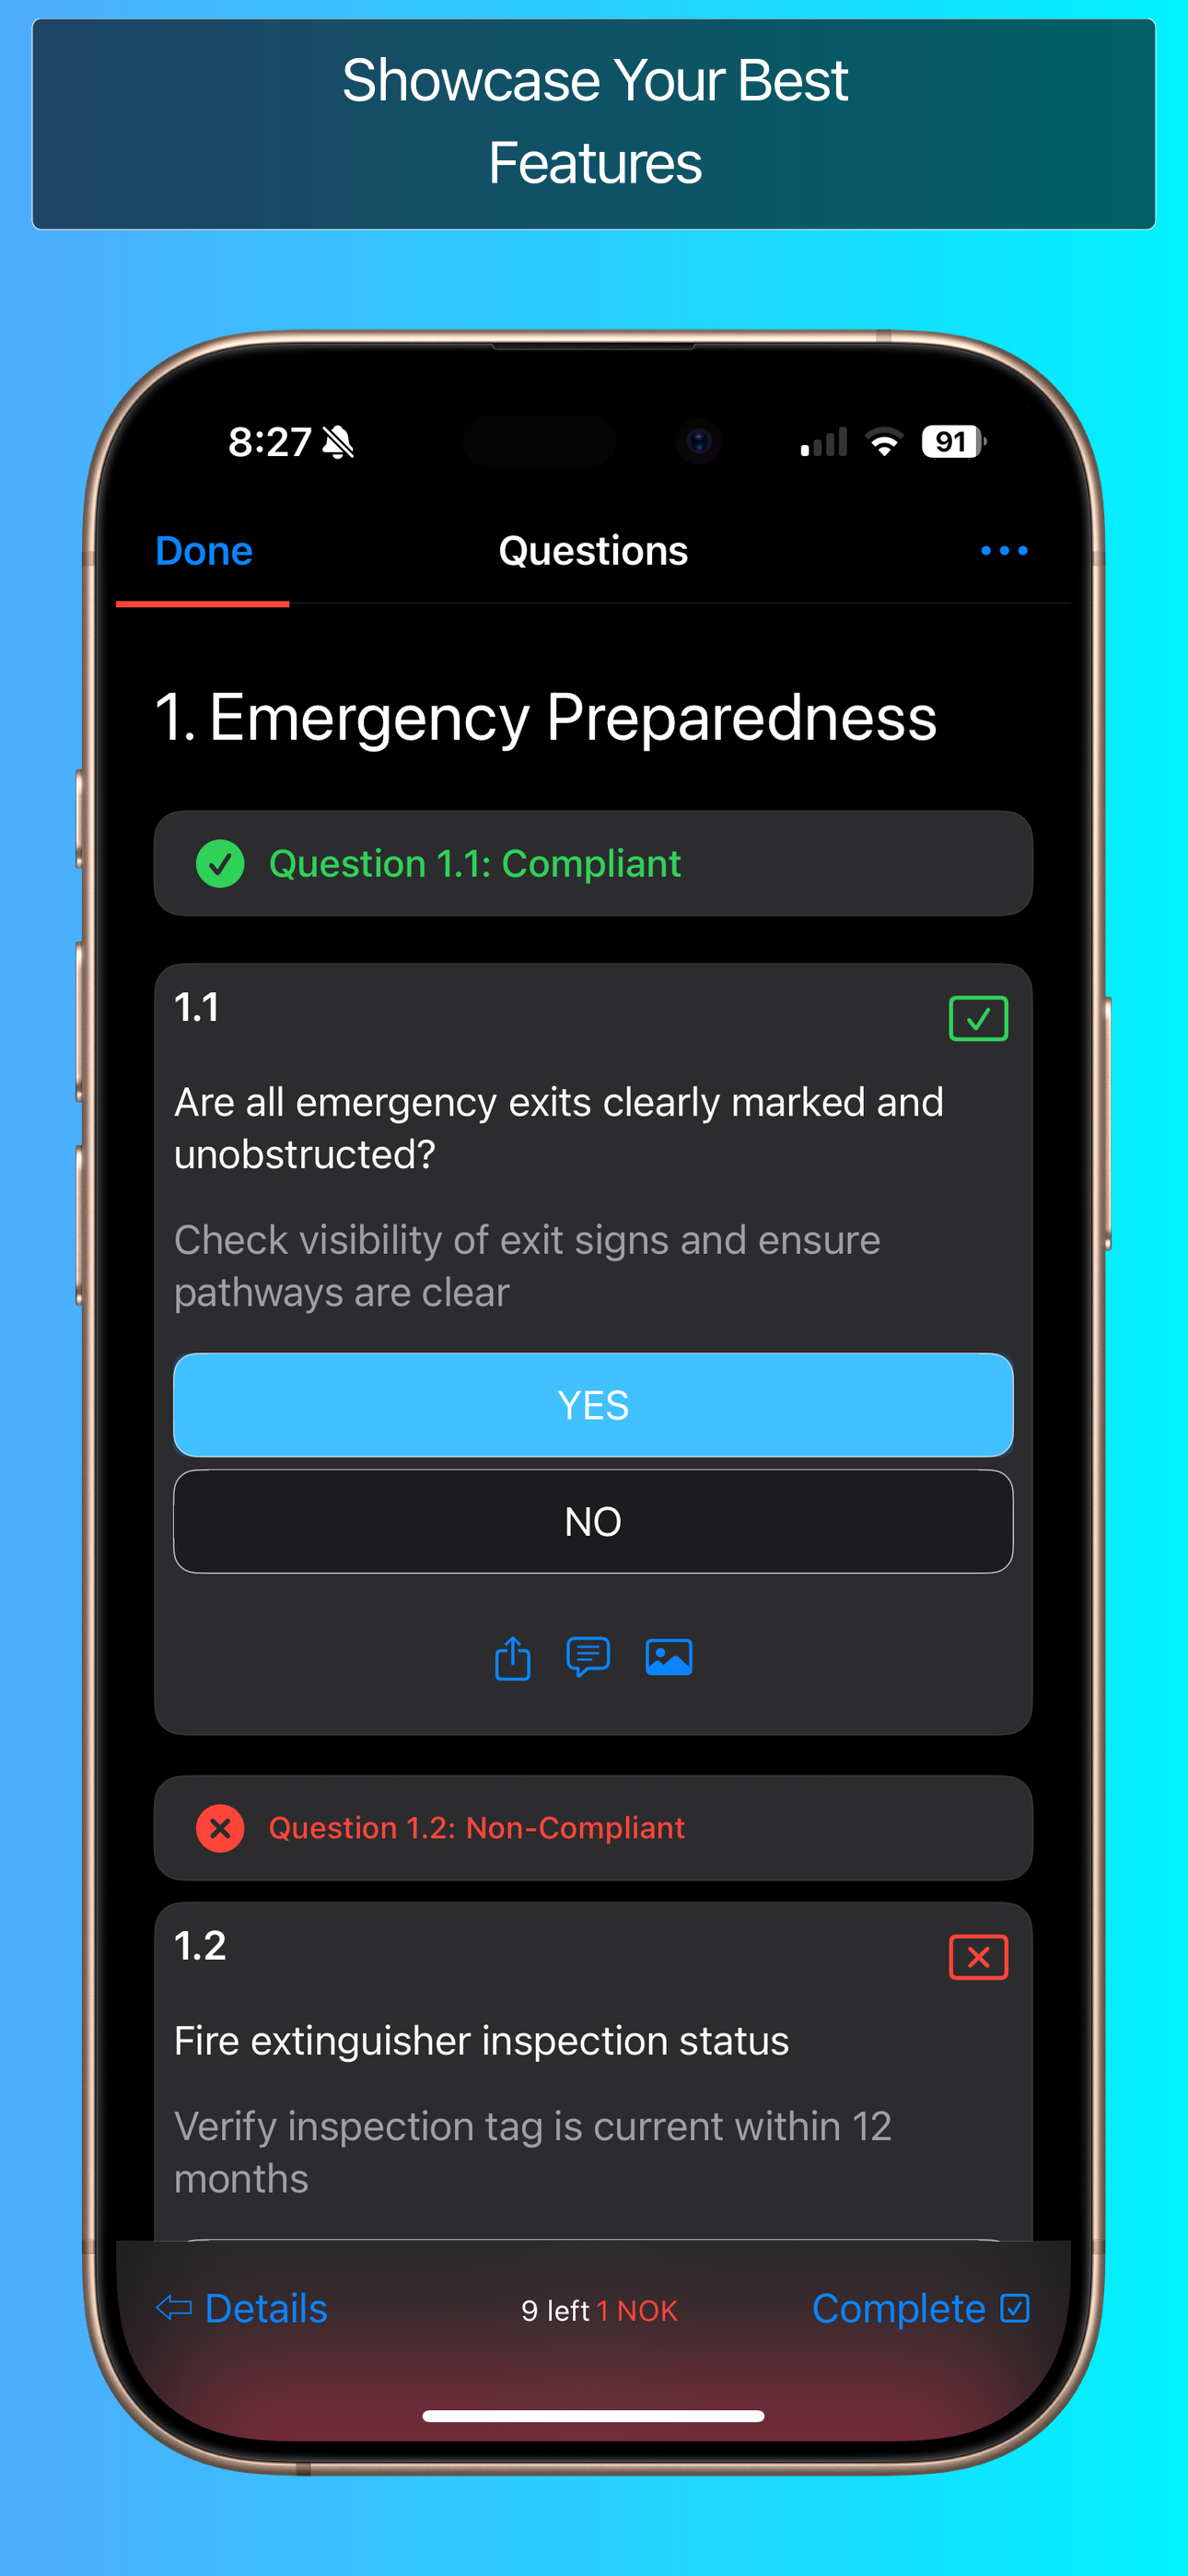 Showcase Your Best
Features
8:27
91
Done
Questions
1. Emergency Preparedness
Question 1.1: Compliant
1.1
Are all emergency exits clearly marked and
unobstructed?
Check visibility of exit signs and ensure
pathways are clear
YES
NO
Question 1.2: Non-Compliant
1.2
Fire extinguisher inspection status
Verify inspection tag is current within 12
months
Details
9 left 1 NOK
Complete